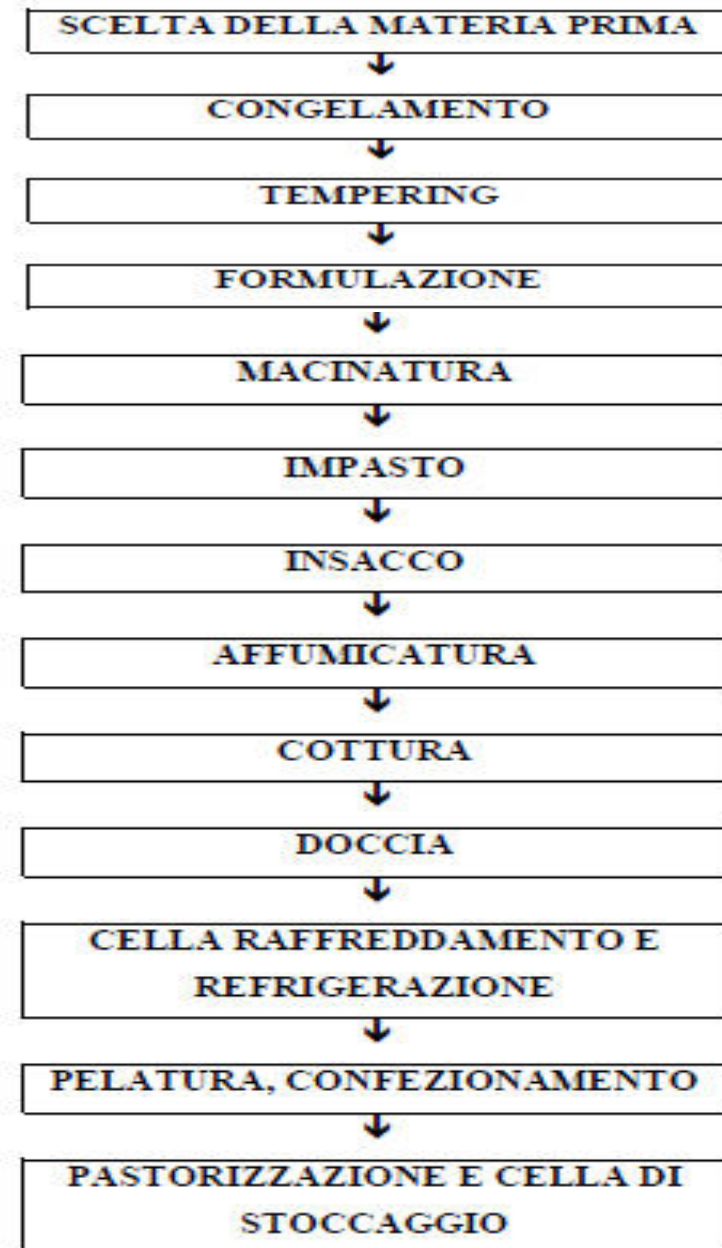 SCELTA DELLA MATERIA PRIMA
CONGELAMENTO
TEMPERING
FORMULAZIONE
MACINATURA
IMPASTO
INSACCO
AFFUMICATURA
COTTURA
DOCCIA
CELLA RAFFREDDAMENTO E
REFRIGERAZIONE
PELATURA, CONFEZIONAMENTO
PASTORIZZAZIONE E CELLA DI
STOCCAGGIO